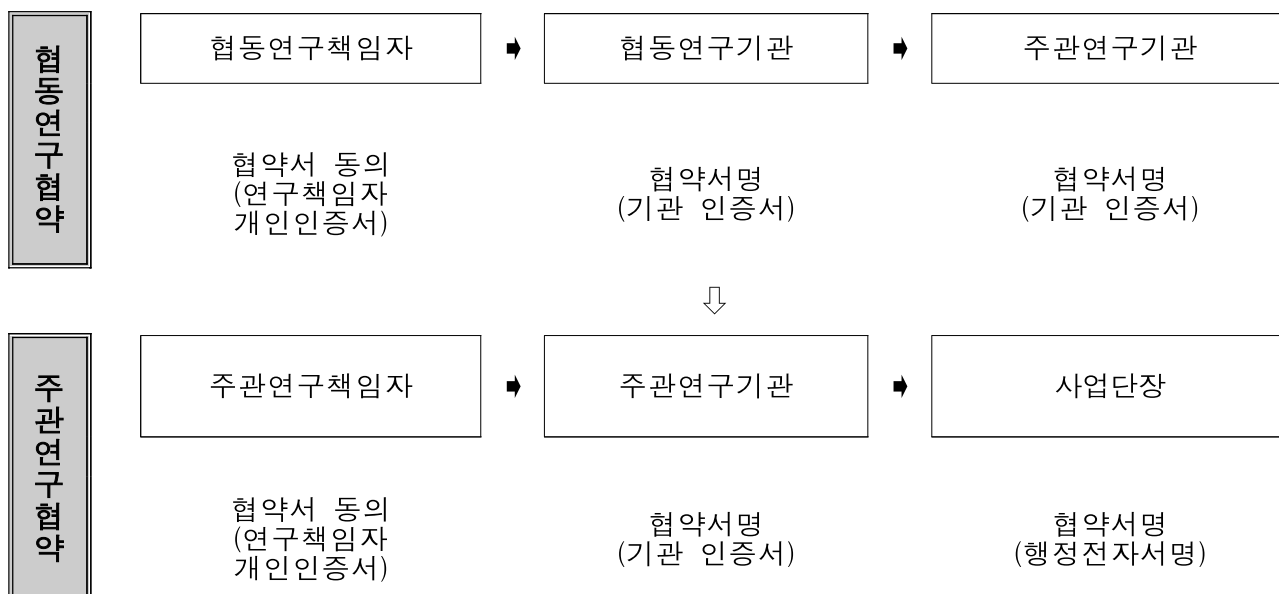 협동연구협약
협동연구책임자 ➡ 협동연구기관 ➡ 주관연구기관
협약서 동의
(연구책임자
개인인증서)
협약서명
(기관 인증서)
협약서명
(기관 인증서)
⇩
주관연구협약
주관연구책임자 ➡ 주관연구기관 ➡ 사업단장
협약서 동의
(연구책임자
개인인증서)
협약서명
(기관 인증서)
협약서명
(행정전자서명)